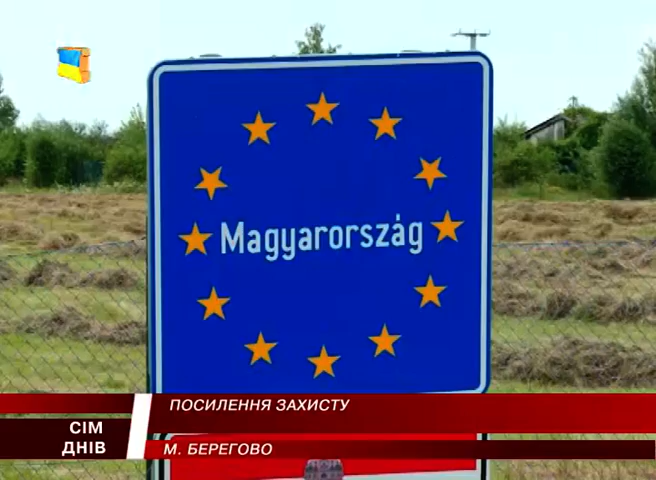 Magyarország
ПОСИЛЕННЯ ЗАХИСТУ
СІМ
ДНІВ
М. БЕРЕГОВО